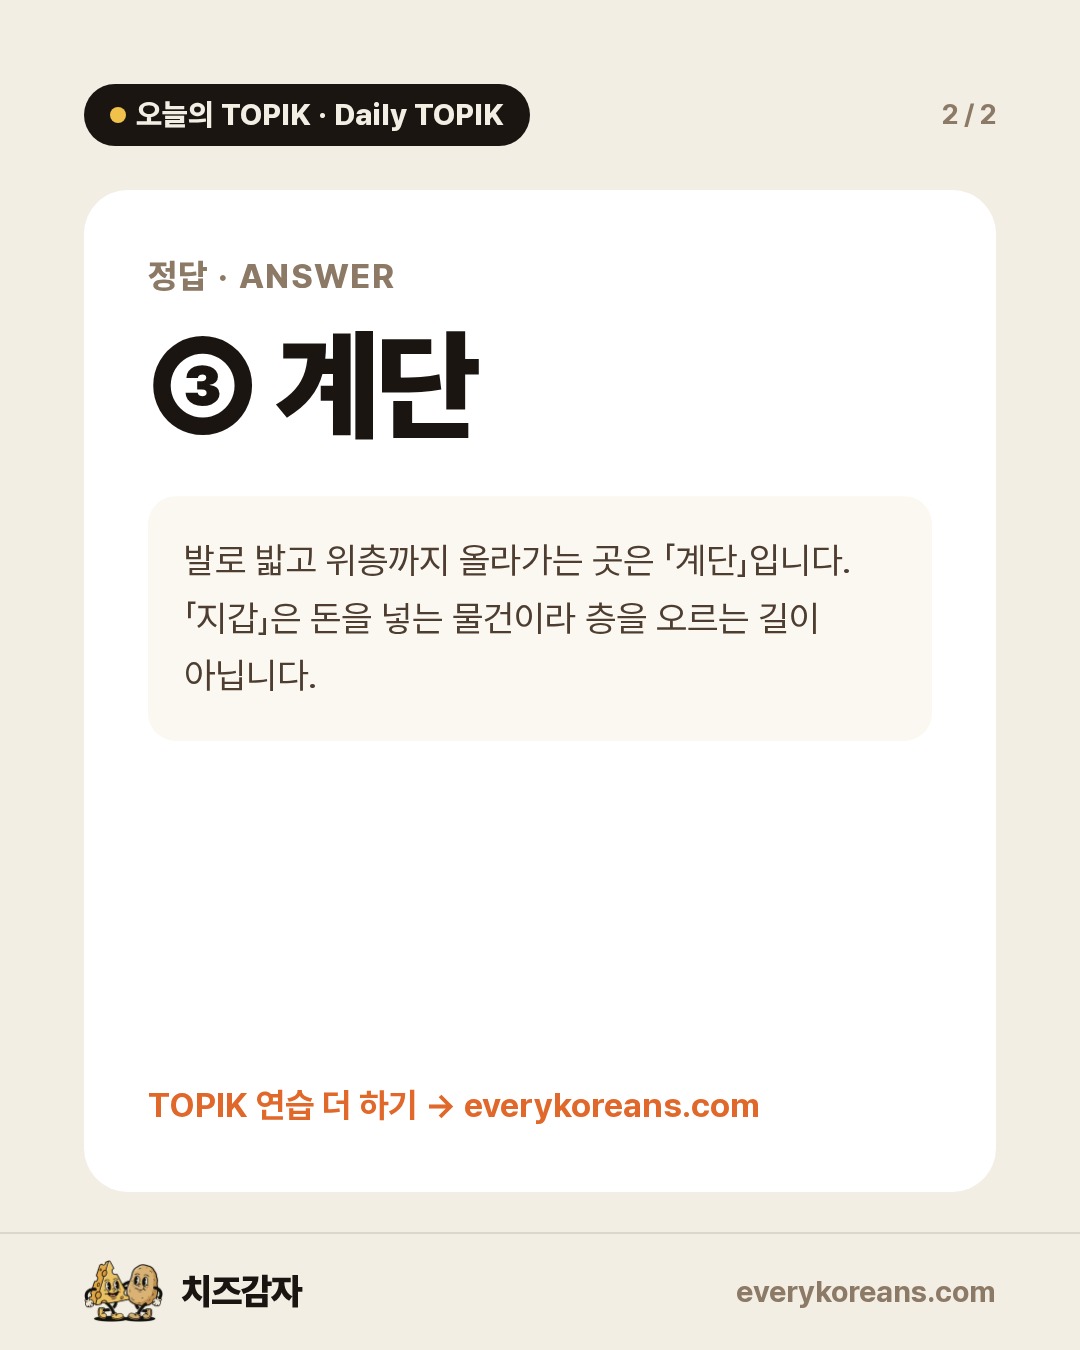 오늘의 TOPIK · Daily TOPIK
2 / 2
정답 · ANSWER
③ 계단
발로 밟고 위층까지 올라가는 곳은 「계단」입니다.
「지갑」은 돈을 넣는 물건이라 층을 오르는 길이
아닙니다.
TOPIK 연습 더 하기 → everykoreans.com
치즈감자
everykoreans.com